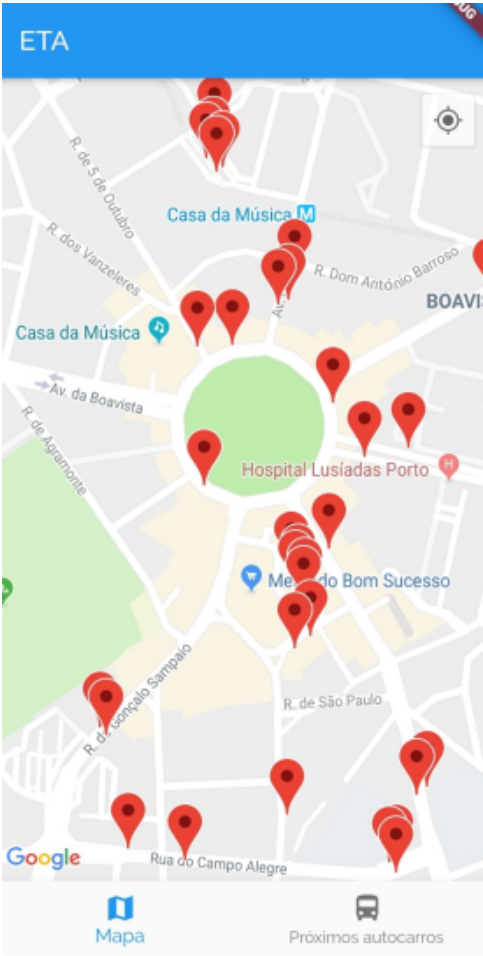 ETA
R. de 5 de Outubro
Casa da Música M
R. dos Vanzeleres
R. Dom António Barroso
BOAVI
Casa da Música
Av. da Boavista
R. de Agramonte
Hospital Lusíadas Porto
H
do Bom Sucesso
R. de Gonçalo Sampaio
R. de São Paulo
Google
Rua do Campo Alegre
Mapa
Próximos autocarros